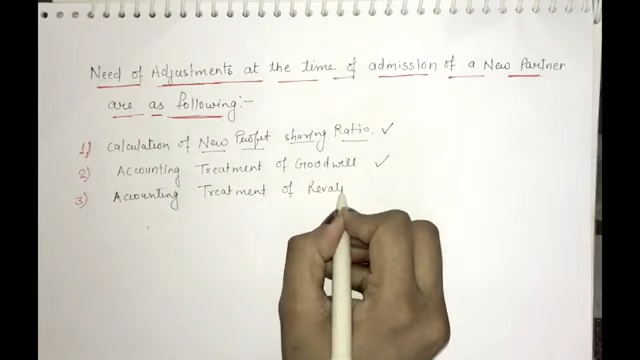 Need of Adjustments at the time of admission of a New Partner
are as following:-
1) Calculation of New Profit sharing Ratio. ✓
2) Accounting Treatment of Goodwill ✓
3) Accounting Treatment of Reval